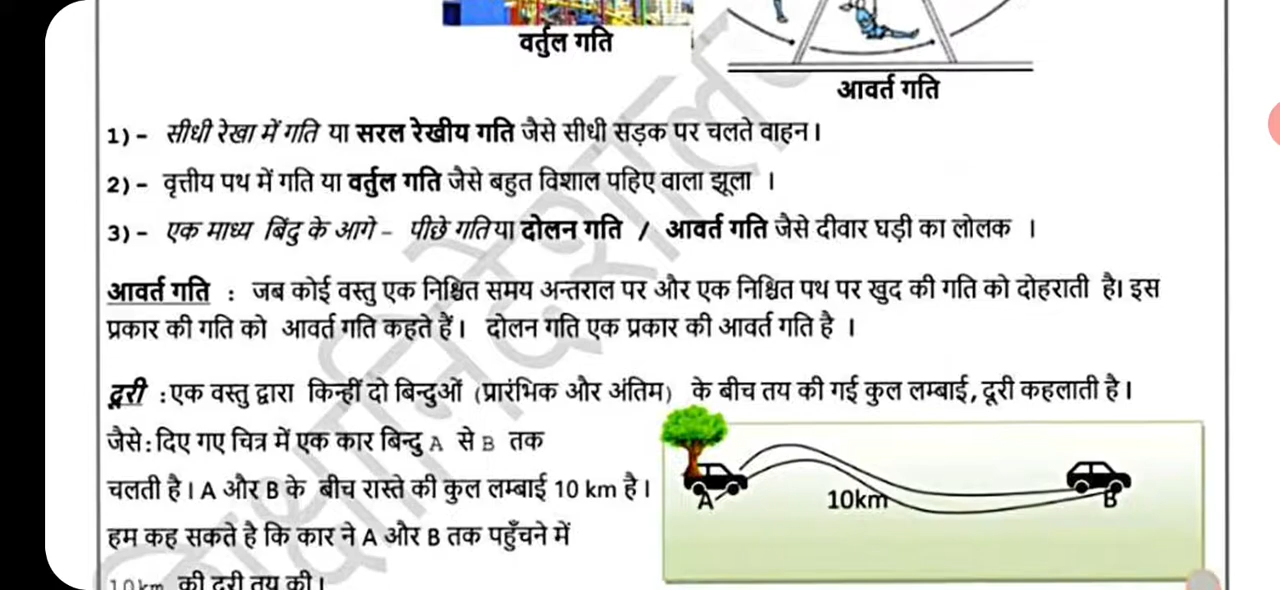 वर्तुल गति
आवर्त गति
1) - सीधी रेखा में गति या सरल रेखीय गति जैसे सीधी सड़क पर चलते वाहन।
2) - वृत्तीय पथ में गति या वर्तुल गति जैसे बहुत विशाल पहिए वाला झूला ।
3) - एक माध्य बिंदु के आगे - पीछे गतिया दोलन गति / आवर्त गति जैसे दीवार घड़ी का लोलक ।
आवर्त गति : जब कोई वस्तु एक निश्चित समय अन्तराल पर और एक निश्चित पथ पर खुद की गति को दोहराती है। इस
प्रकार की गति को आवर्त गति कहते हैं। दोलन गति एक प्रकार की आवर्त गति है ।
दूरी : एक वस्तु द्वारा किन्हीं दो बिन्दुओं (प्रारंभिक और अंतिम) के बीच तय की गई कुल लम्बाई, दूरी कहलाती है।
जैसे: दिए गए चित्र में एक कार बिन्दु A से B तक
चलती है। A और B के बीच रास्ते की कुल लम्बाई 10 km है।
हम कह सकते है कि कार ने A और B तक पहुँचने में
10km की दूरी तय की।
A
10km
B
शिक्षा निदेशालय